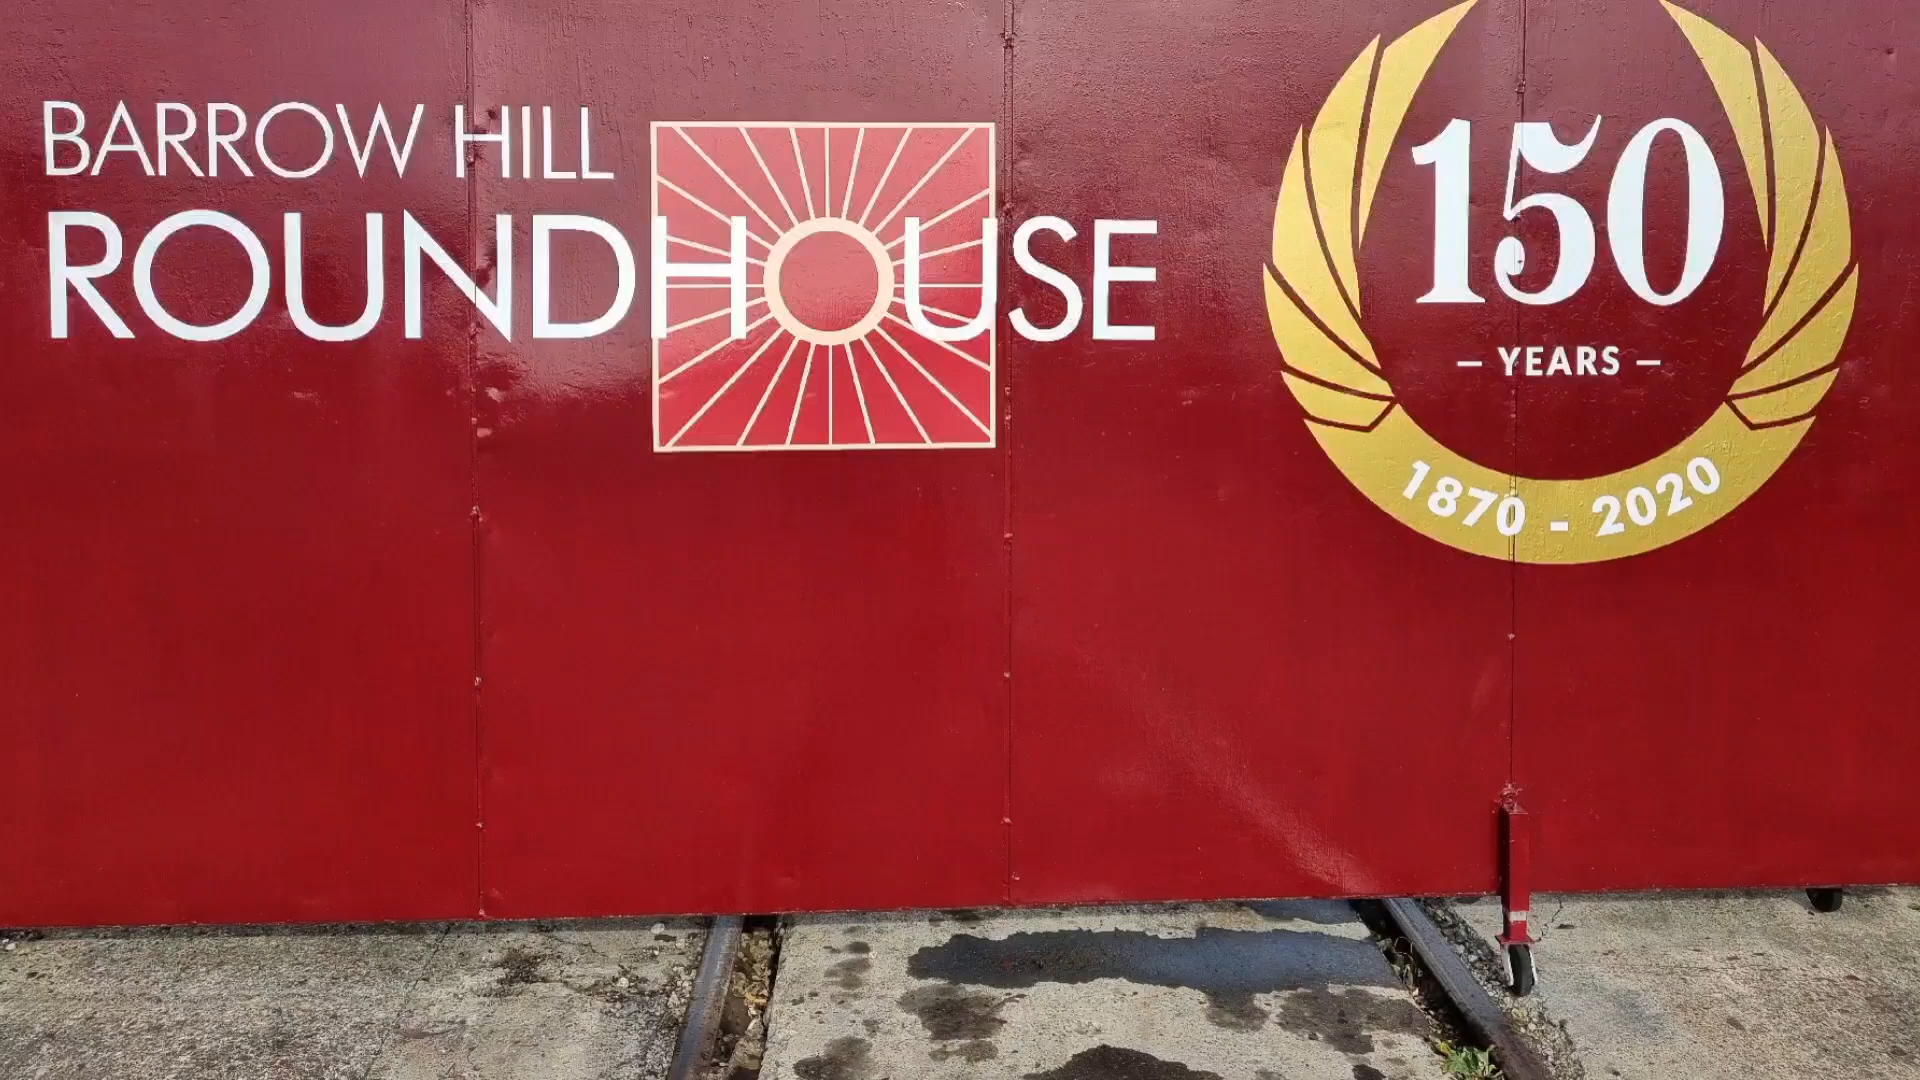 BARROW HILL
ROUNDHOUSE
150
– YEARS –
1870 - 2020